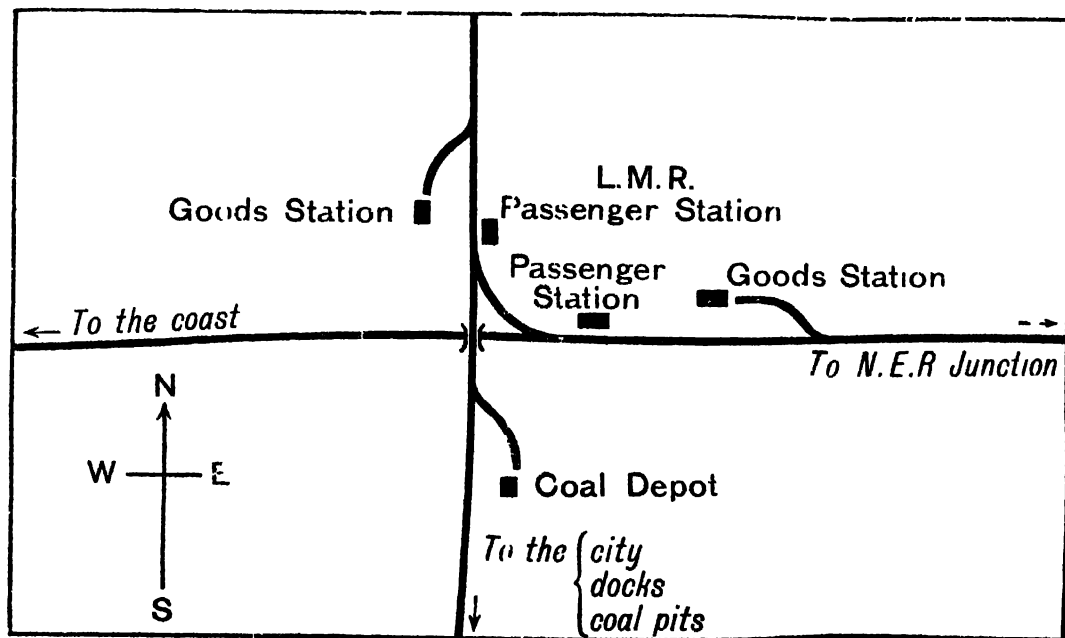 L.M.R.
Goods Station
Passenger Station
Passenger
Station
Goods Station
To the coast
To N.E.R Junction
N
W
E
S
Coal Depot
To the
city
docks
coal pits